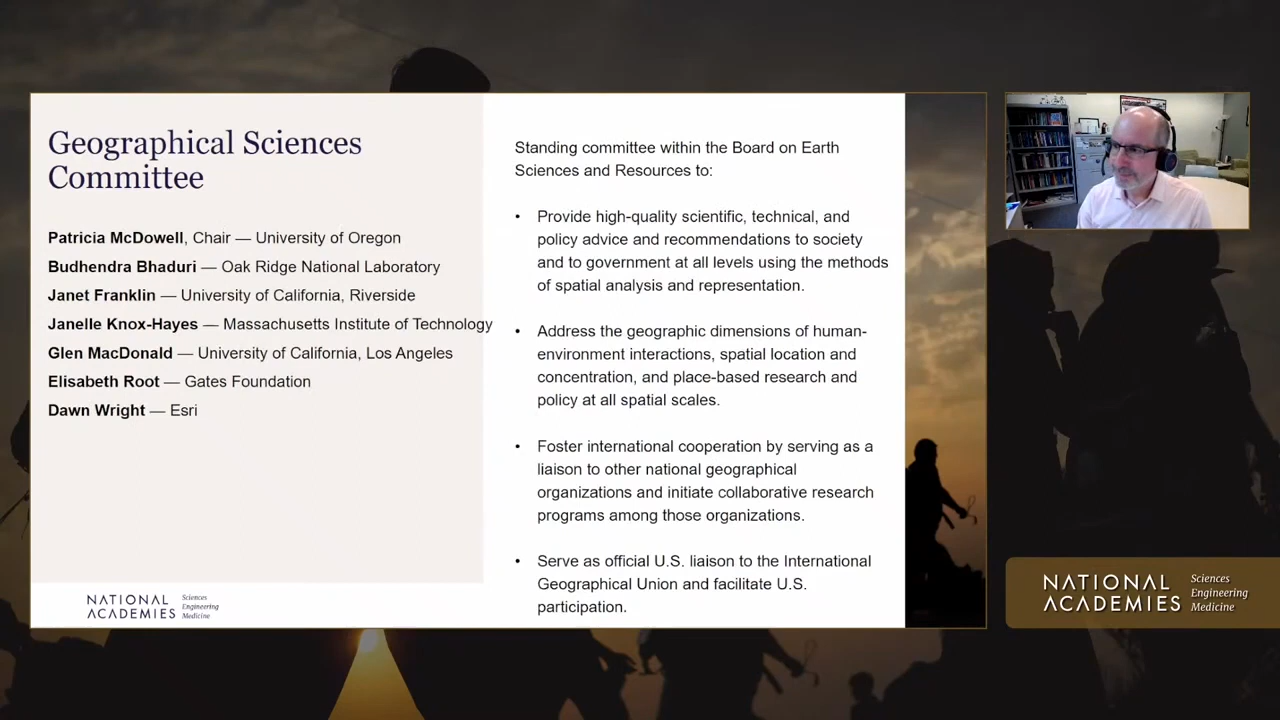 Geographical Sciences
Committee
Patricia McDowell, Chair — University of Oregon
Budhendra Bhaduri — Oak Ridge National Laboratory
Janet Franklin — University of California, Riverside
Janelle Knox-Hayes — Massachusetts Institute of Technology
Glen MacDonald — University of California, Los Angeles
Elisabeth Root — Gates Foundation
Dawn Wright — Esri
NATIONAL
ACADEMIES
Sciences
Engineering
Medicine
Standing committee within the Board on Earth
Sciences and Resources to:
• Provide high-quality scientific, technical, and
policy advice and recommendations to society
and to government at all levels using the methods
of spatial analysis and representation.
• Address the geographic dimensions of human-
environment interactions, spatial location and
concentration, and place-based research and
policy at all spatial scales.
• Foster international cooperation by serving as a
liaison to other national geographical
organizations and initiate collaborative research
programs among those organizations.
• Serve as official U.S. liaison to the International
Geographical Union and facilitate U.S.
participation.
NATIONAL
ACADEMIES
Sciences
Engineering
Medicine